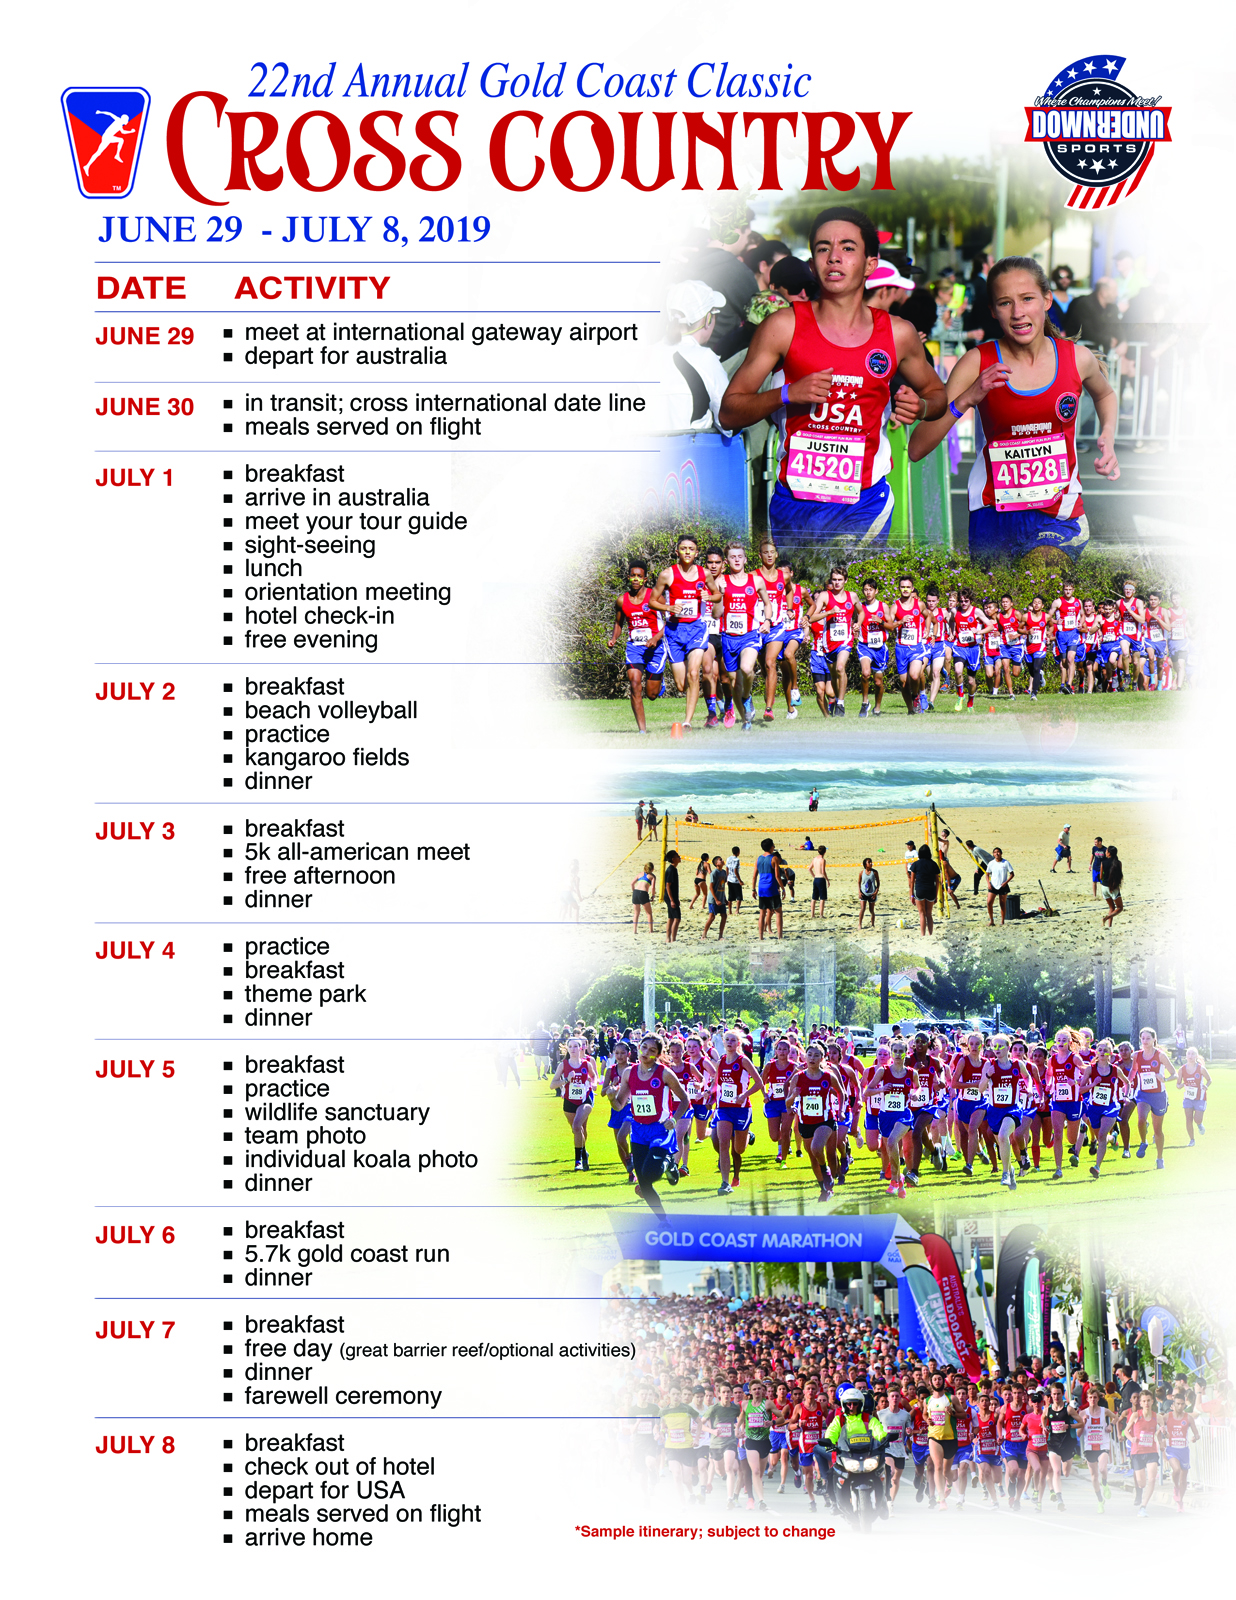 22nd Annual Gold Coast Classic
CROSS COUNTRY
JUNE 29 - JULY 8, 2019
TM
Where Champions Meet!
DOWNUNDER
SPORTS
DATE ACTIVITY
JUNE 29
▪ meet at international gateway airport
▪ depart for australia
JUNE 30
▪ in transit; cross international date line
▪ meals served on flight
JULY 1
▪ breakfast
▪ arrive in australia
▪ meet your tour guide
▪ sight-seeing
▪ lunch
▪ orientation meeting
▪ hotel check-in
▪ free evening
JULY 2
▪ breakfast
▪ beach volleyball
▪ practice
▪ kangaroo fields
▪ dinner
JULY 3
▪ breakfast
▪ 5k all-american meet
▪ free afternoon
▪ dinner
JULY 4
▪ practice
▪ breakfast
▪ theme park
▪ dinner
JULY 5
▪ breakfast
▪ practice
▪ wildlife sanctuary
▪ team photo
▪ individual koala photo
▪ dinner
JULY 6
▪ breakfast
▪ 5.7k gold coast run
▪ dinner
JULY 7
▪ breakfast
▪ free day (great barrier reef/optional activities)
▪ dinner
▪ farewell ceremony
JULY 8
▪ breakfast
▪ check out of hotel
▪ depart for USA
▪ meals served on flight
▪ arrive home
*Sample itinerary; subject to change
USA
CROSS COUNTRY
JUSTIN
41520
KAITLYN
41528
205
246
213
240
238
237
GOLD COAST MARATHON